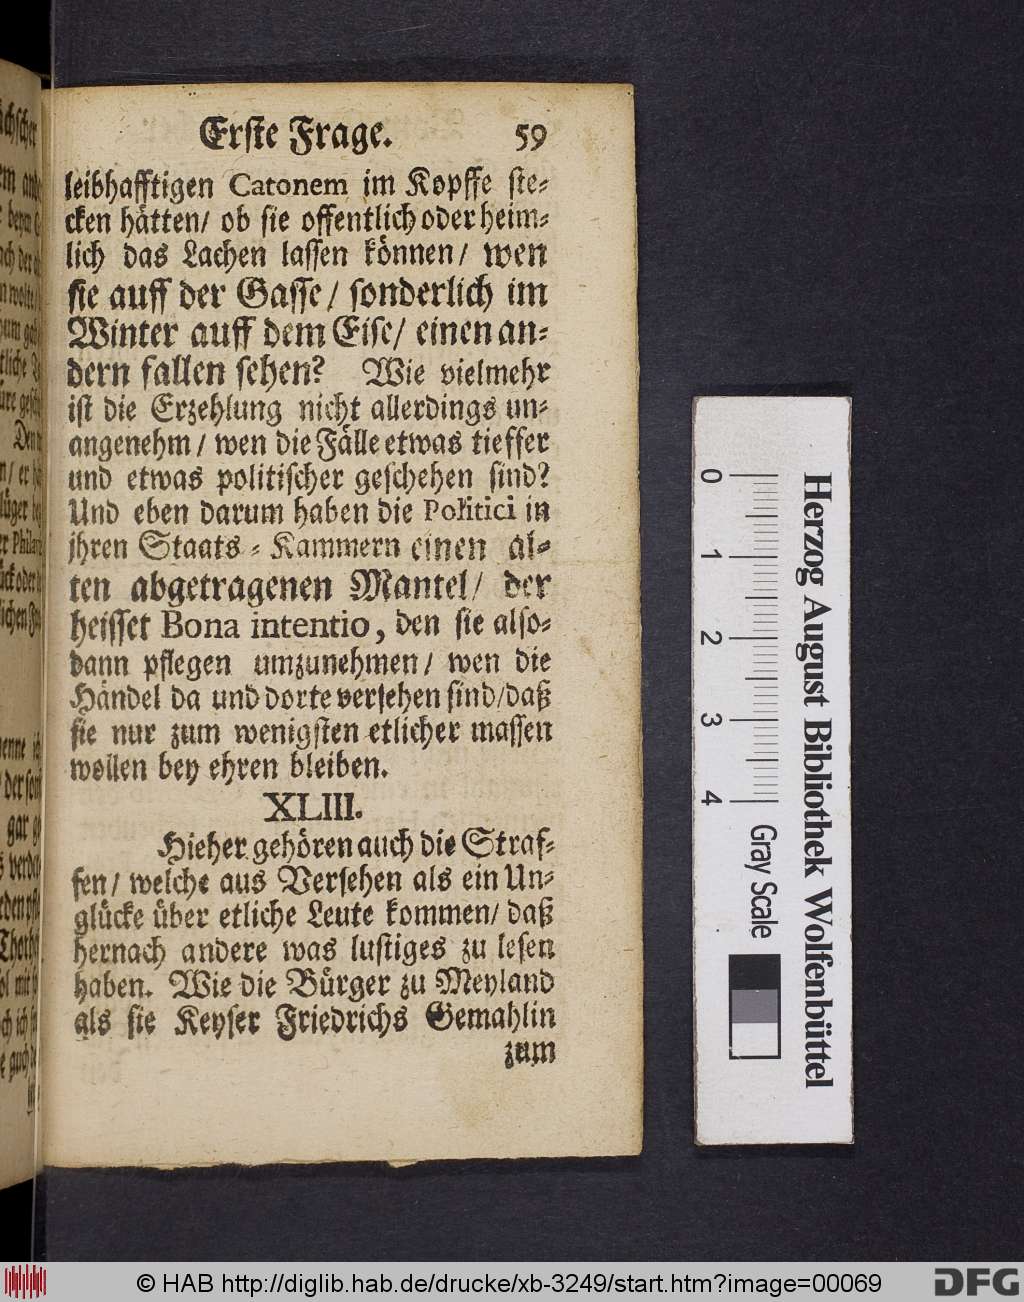 Erste Frage. 59
leibhafftigen Catonem im Kopffe ste-
cken hätten/ ob sie offentlich oder heim-
lich das Lachen lassen können/ wen
sie auff der Gasse/ sonderlich im
Winter auff dem Eise/ einen an-
dern fallen sehen? Wie vielmehr
ist die Erzehlung nicht allerdings un-
angenehm/ wen die Fälle etwas tieffer
und etwas politischer geschehen sind?
Und eben darum haben die Politici in
jhren Staats-Kammern einen al-
ten abgetragenen Mantel/ der
heisset Bona intentio, den sie also-
dann pflegen umzunehmen/ wen die
Händel da und dorte versehen sind/daß
sie nur zum wenigsten etlicher massen
wollen bey ehren bleiben.
XLIII.
Hieher gehören auch die Straf-
fen/ welche aus Versehen als ein Un-
glücke über etliche Leute kommen/ daß
hernach andere was lustiges zu lesen
haben. Wie die Bürger zu Meyland
als sie Keyser Friedrichs Gemahlin
zum
Herzog August Bibliothek Wolfenbüttel
0 1 2 3 4 Gray Scale
© HAB http://diglib.hab.de/drucke/xb-3249/start.htm?image=00069
DFG